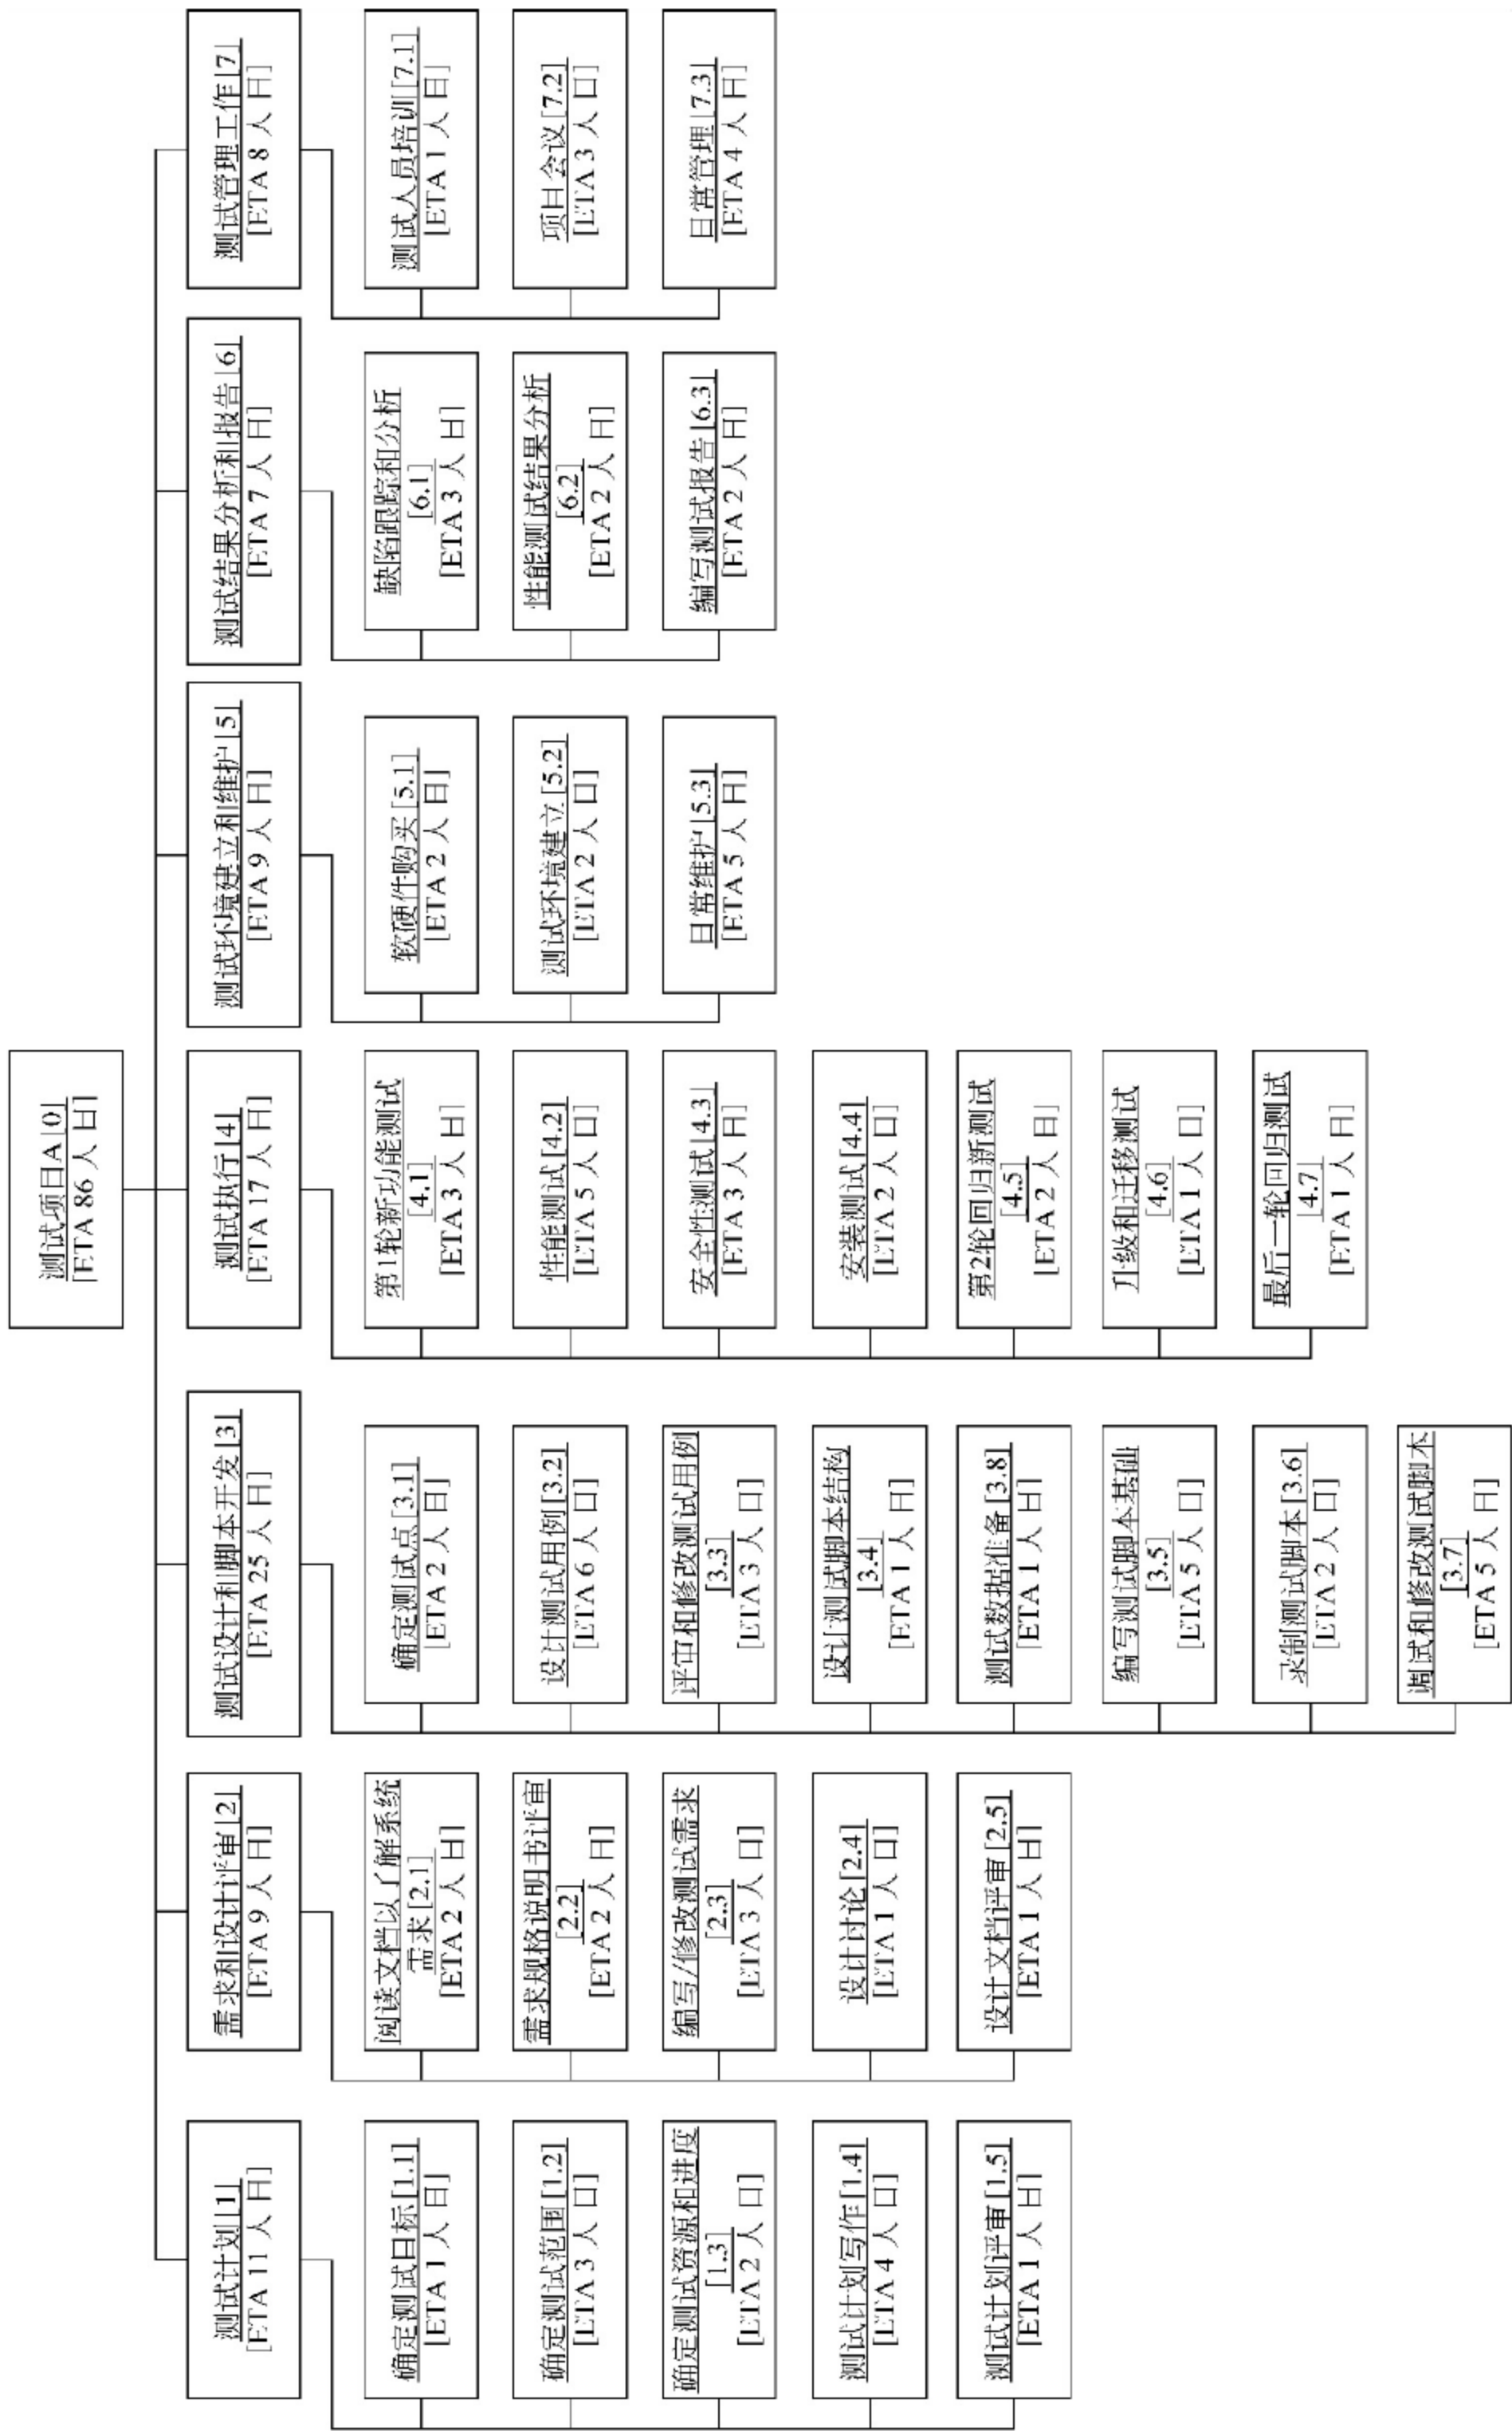 测试项目A[0]
[ETA 86 人日]
测试计划[1]
[ETA 11 人日]
确定测试目标[1.1]
[ETA 1 人日]
确定测试范围[1.2]
[ETA 3 人日]
确定测试资源和进度
[1.3]
[ETA 2 人日]
测试计划写作[1.4]
[ETA 4 人日]
测试计划评审[1.5]
[ETA 1 人日]
需求和设计评审[2]
[ETA 9 人日]
阅读文档以了解系统
需求[2.1]
[ETA 2 人日]
需求规格说明书评审
[2.2]
[ETA 2 人日]
编写/修改测试需求
[2.3]
[ETA 3 人日]
设计讨论[2.4]
[ETA 1 人日]
设计文档评审[2.5]
[ETA 1 人日]
测试设计和脚本开发[3]
[ETA 25 人日]
确定测试点[3.1]
[ETA 2 人日]
设计测试用例[3.2]
[ETA 6 人日]
评审和修改测试用例
[3.3]
[ETA 3 人日]
设计测试脚本结构
[3.4]
[ETA 1 人日]
测试数据准备[3.8]
[ETA 1 人日]
编写测试脚本基础
[3.5]
[ETA 5 人日]
录制测试脚本[3.6]
[ETA 2 人日]
调试和修改测试脚本
[3.7]
[ETA 5 人日]
测试执行[4]
[ETA 17 人日]
第1轮新功能测试
[4.1]
[ETA 3 人日]
性能测试[4.2]
[ETA 5 人日]
安全性测试[4.3]
[ETA 3 人日]
安装测试[4.4]
[ETA 2 人日]
第2轮回归新测试
[4.5]
[ETA 2 人日]
升级和迁移测试
[4.6]
[ETA 1 人日]
最后一轮回归测试
[4.7]
[ETA 1 人日]
测试环境建立和维护[5]
[ETA 9 人日]
软硬件购买[5.1]
[ETA 2 人日]
测试环境建立[5.2]
[ETA 2 人日]
日常维护[5.3]
[ETA 5 人日]
测试结果分析和报告[6]
[ETA 7 人日]
缺陷跟踪和分析
[6.1]
[ETA 3 人日]
性能测试结果分析
[6.2]
[ETA 2 人日]
编写测试报告[6.3]
[ETA 2 人日]
测试管理工作[7]
[ETA 8 人日]
测试人员培训[7.1]
[ETA 1 人日]
项目会议[7.2]
[ETA 3 人日]
日常管理[7.3]
[ETA 4 人日]